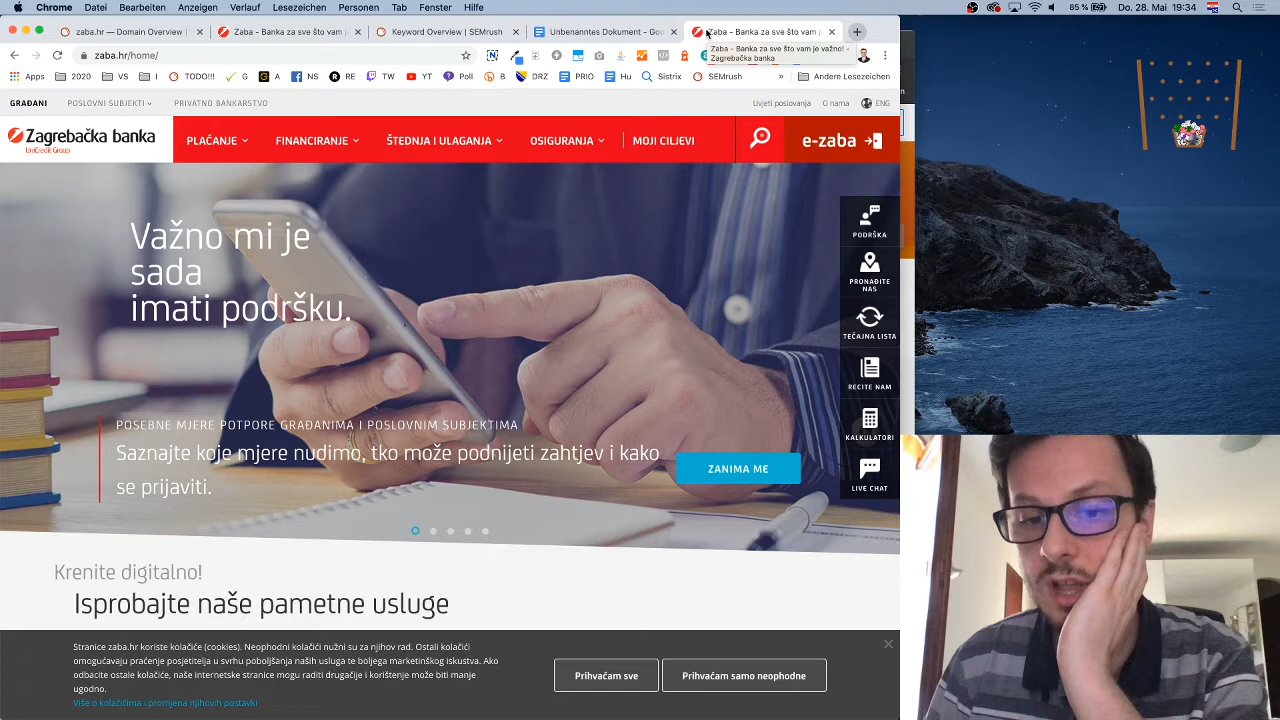 Chrome Datei Bearbeiten Anzeigen Verlauf Lesezeichen Personen Tab Fenster Hilfe
85 % Do. 28. Mai 19:34
zaba.hr — Domain Overview |
Zaba - Banka za sve što vam je
Keyword Overview | SEMrush
Unbenanntes Dokument - Goo
Zaba - Banka za sve što vam je
zaba.hr/home/
Zaba - Banka za sve što vam je važno! -
Zagrebačka banka
Apps 2020 VS TODO!!! G NS RE TW YT Poll B DRZ PRIO Hu Sistrix SEMrush » Andere Lesezeichen
GRAĐANI POSLOVNI SUBJEKTI PRIVATNO BANKARSTVO Uvjeti poslovanja O nama ENG
Zagrebačka banka
UniCredit Group
PLAĆANJE FINANCIRANJE ŠTEDNJA I ULAGANJA OSIGURANJA MOJI CILJEVI e-zaba
Važno mi je
sada
imati podršku.
PODRŠKA
PRONAĐITE
NAS
TEČAJNA LISTA
RECITE NAM
KALKULATORI
LIVE CHAT
POSEBNE MJERE POTPORE GRAĐANIMA I POSLOVNIM SUBJEKTIMA
Saznajte koje mjere nudimo, tko može podnijeti zahtjev i kako
se prijaviti.
ZANIMA ME
Krenite digitalno!
Isprobajte naše pametne usluge
Stranice zaba.hr koriste kolačiće (cookies). Neophodni kolačići nužni su za njihov rad. Ostali kolačići
omogućavaju praćenje posjetitelja u svrhu poboljšanja naših usluga te boljega marketinškog iskustva. Ako
odbacite ostale kolačiće, naše internetske stranice mogu raditi drugačije i korištenje može biti manje
ugodno.
Više o kolačićima i promjena njihovih postavki
Prihvaćam sve
Prihvaćam samo neophodne